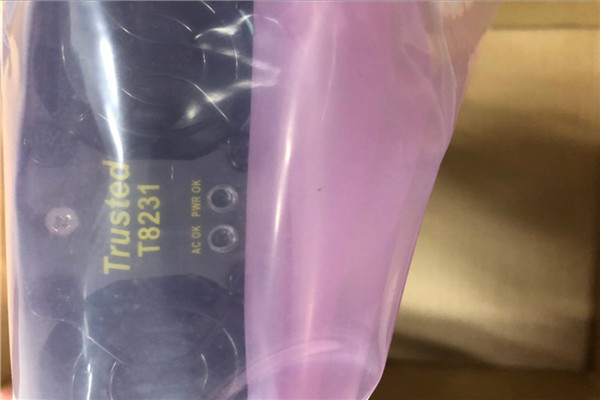 Trusted
T8231
AC OK
PWR OK